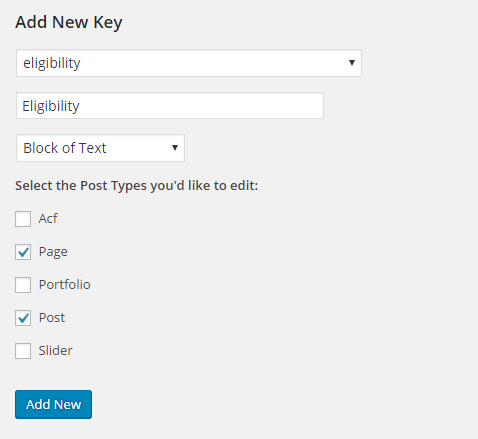 Add New Key
eligibility
Eligibility
Block of Text
Select the Post Types you'd like to edit:
Acf
Page
Portfolio
Post
Slider
Add New